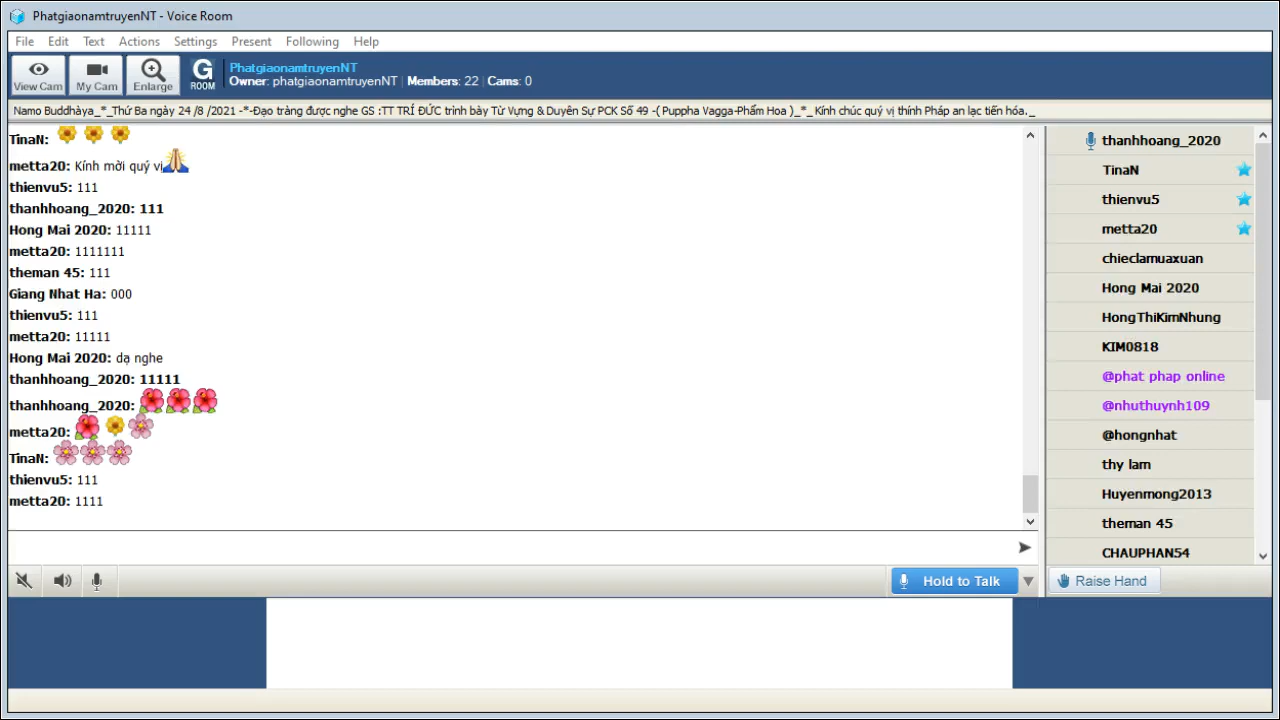 PhatgiaonamtruyenNT - Voice Room
File Edit Text Actions Settings Present Following Help
View Cam My Cam Enlarge G ROOM
PhatgiaonamtruyenNT
Owner: phatgiaonamtruyenNT | Members: 22 | Cams: 0
Namo Buddhàya_*_Thứ Ba ngày 24 /8 /2021 -*-Đạo tràng được nghe GS :TT TRÍ ĐỨC trình bày Từ Vựng & Duyên Sự PCK Số 49 -( Puppha Vagga-Phẩm Hoa )_*_Kính chúc quý vị thính Pháp an lạc tiến hóa._
TinaN:
metta20: Kính mời quý vị
thienvu5: 111
thanhhoang_2020: 111
Hong Mai 2020: 11111
metta20: 1111111
theman 45: 111
Giang Nhat Ha: 000
thienvu5: 111
metta20: 11111
Hong Mai 2020: dạ nghe
thanhhoang_2020: 11111
thanhhoang_2020:
metta20:
TinaN:
thienvu5: 111
metta20: 1111
thanhhoang_2020
TinaN
thienvu5
metta20
chieclamuaxuan
Hong Mai 2020
HongThiKimNhung
KIM0818
@phat phap online
@nhuthuynh109
@hongnhat
thy lam
Huyenmong2013
theman 45
CHAUPHAN54
Hold to Talk
Raise Hand